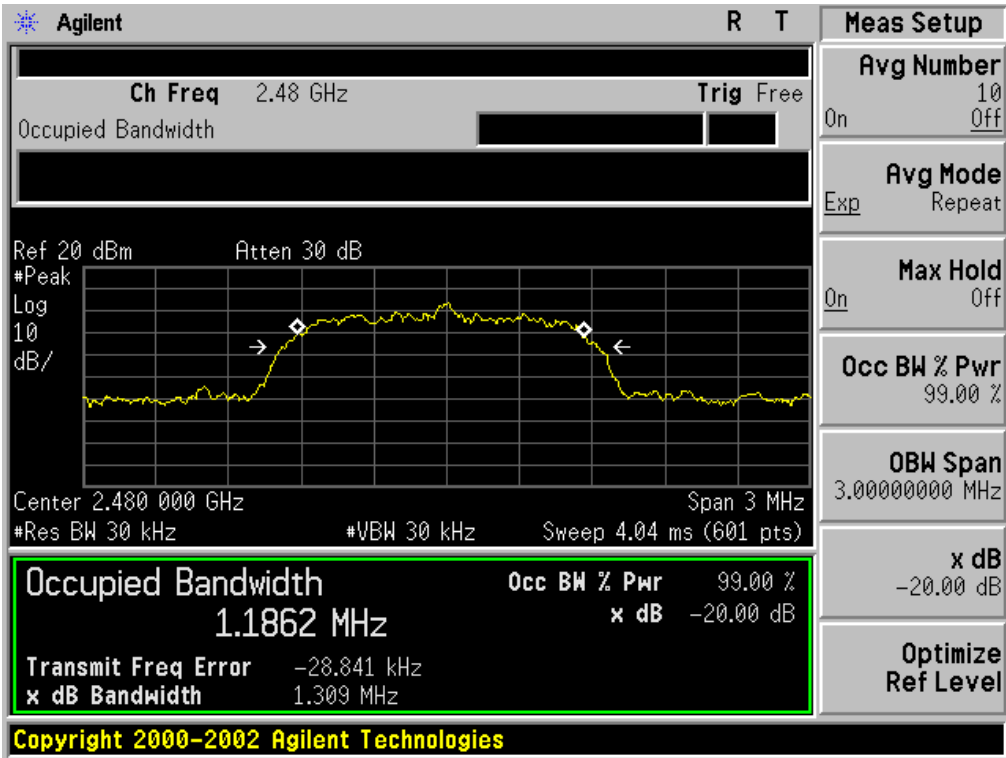 Agilent R T
Meas Setup
Ch Freq 2.48 GHz Trig Free
Occupied Bandwidth
Ref 20 dBm Atten 30 dB
#Peak
Log
10
dB/
Center 2.480 000 GHz Span 3 MHz
#Res BW 30 kHz #VBW 30 kHz Sweep 4.04 ms (601 pts)
Occupied Bandwidth Occ BW % Pwr 99.00 %
1.1862 MHz x dB -20.00 dB
Transmit Freq Error -28.841 kHz
x dB Bandwidth 1.309 MHz
Copyright 2000-2002 Agilent Technologies
Avg Number
10
On Off
Avg Mode
Exp Repeat
Max Hold
On Off
Occ BW % Pwr
99.00 %
OBW Span
3.00000000 MHz
x dB
-20.00 dB
Optimize
Ref Level